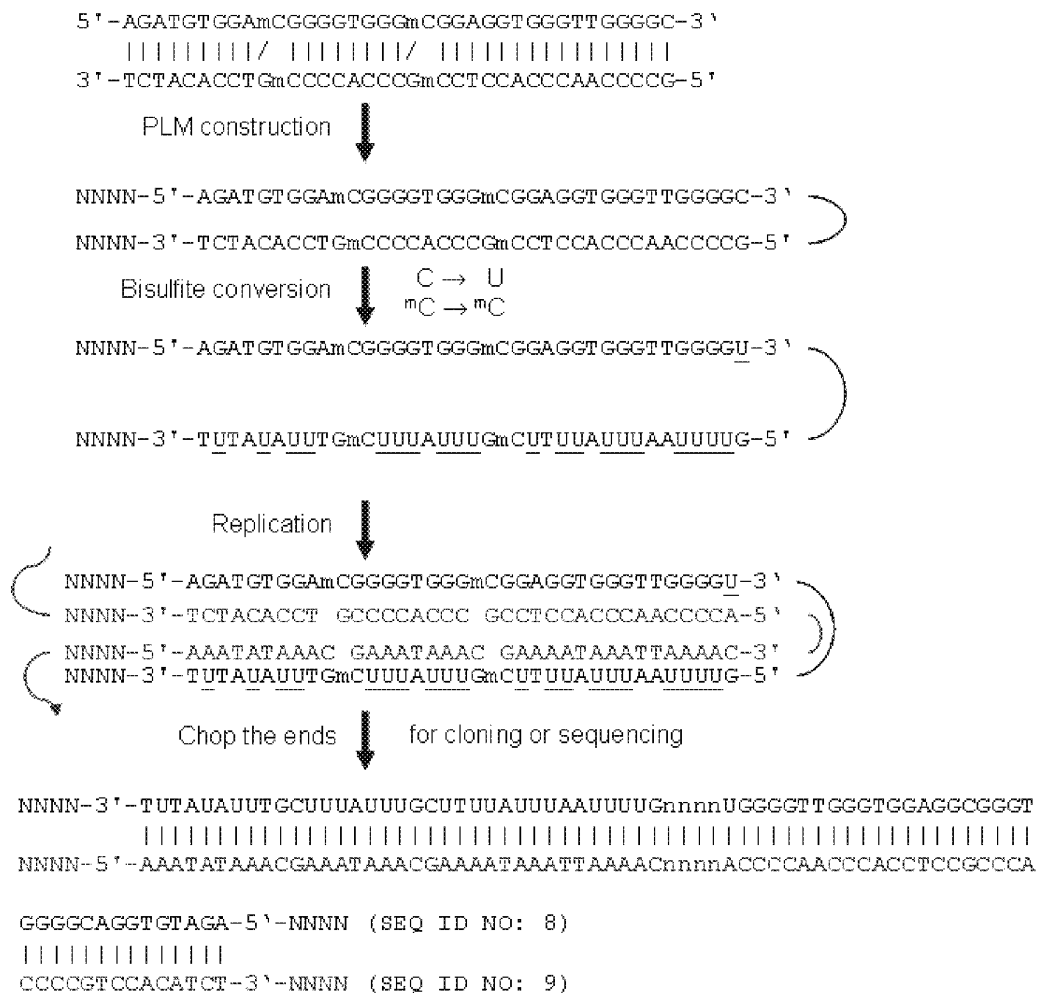 5'-AGATGTGGAmCGGGGTGGGmCGGAGGTGGGTTGGGGC-3'
|||||||||/ ||||||||/ ||||||||||||||||
3'-TCTACACCTGmCCCCACCCGmCCTCCACCCAACCCCG-5'
PLM construction
NNNN-5'-AGATGTGGAmCGGGGTGGGmCGGAGGTGGGTTGGGGC-3'
NNNN-3'-TCTACACCTGmCCCCACCCGmCCTCCACCCAACCCCG-5'
Bisulfite conversion
C → U
mC → mC
NNNN-5'-AGATGTGGAmCGGGGTGGGmCGGAGGTGGGTTGGGGU-3'
NNNN-3'-TUTAUAUUTGmCUUUAUUUGmCUTUUAUUUAAUUUUG-5'
Replication
NNNN-5'-AGATGTGGAmCGGGGTGGGmCGGAGGTGGGTTGGGGU-3'
NNNN-3'-TCTACACCT GCCCCACCC GCCTCCACCCAACCCCA-5'
NNNN-5'-AAATATAAAC GAAATAAAC GAAAATAAATTAAAAC-3'
NNNN-3'-TUTAUAUUTGmCUUUAUUUGmCUTUUAUUUAAUUUUG-5'
Chop the ends for cloning or sequencing
NNNN-3'-TUTAUAUUTGCUUUAUUUGCUTUUAUUUAAUUUUGnnnnUGGGGTTGGGTGGAGGCGGGT
NNNN-5'-AAATATAAACGAAATAAACGAAAATAAATTAAAACnnnnACCCCAACCCACCTCCGCCCA
GGGGCAGGTGTAGA-5'-NNNN (SEQ ID NO: 8)
||||||||||||||
CCCCGTCCACATCT-3'-NNNN (SEQ ID NO: 9)